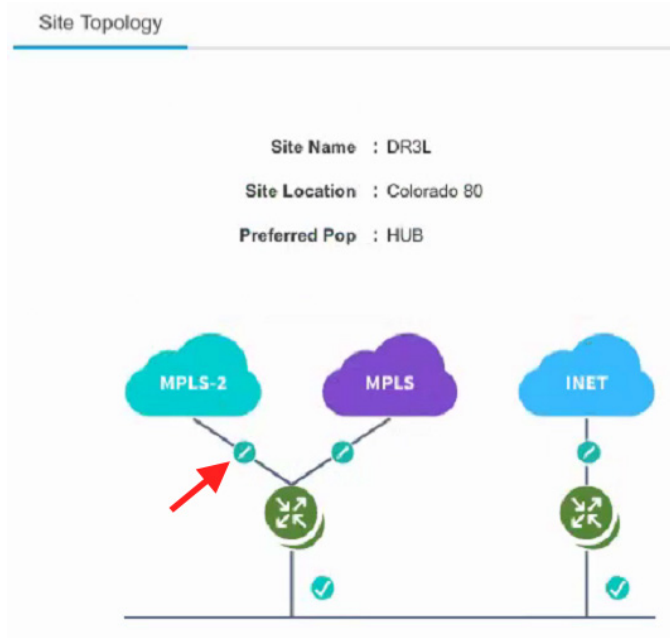 Site Topology
Site Name : DR3L
Site Location : Colorado 80
Preferred Pop : HUB
MPLS-2 MPLS INET